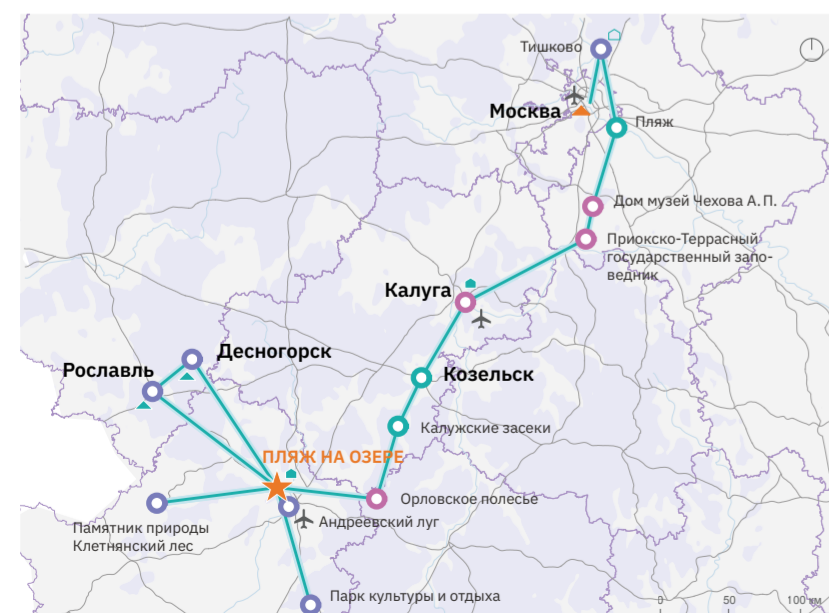 Тишково
Москва
Пляж
Дом музей Чехова А. П.
Приокско-Террасный
государственный запо-
ведник
Калуга
Десногорск
Рославль
Козельск
Калужские засеки
ПЛЯЖ НА ОЗЕРЕ
Орловское полесье
Памятник природы
Клетнянский лес
Андреевский луг
Парк культуры и отдыха
0 50 100 км